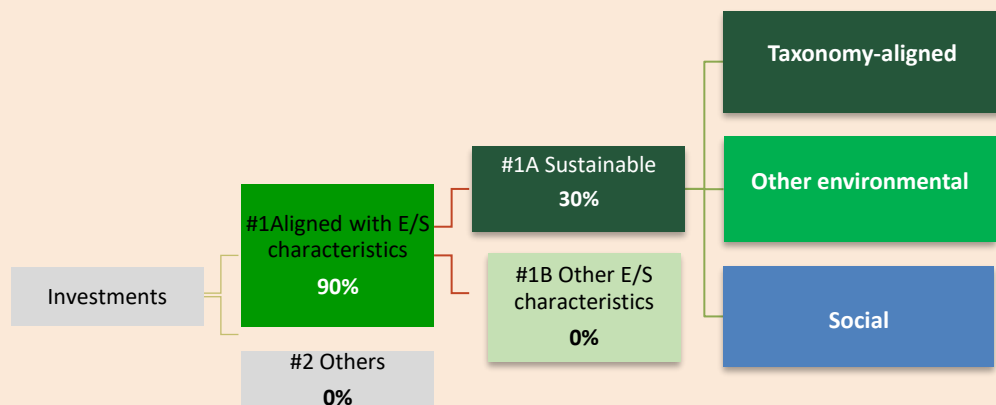 Investments
#1Aligned with E/S
characteristics
90%
#2 Others
0%
#1A Sustainable
30%
#1B Other E/S
characteristics
0%
Taxonomy-aligned
Other environmental
Social